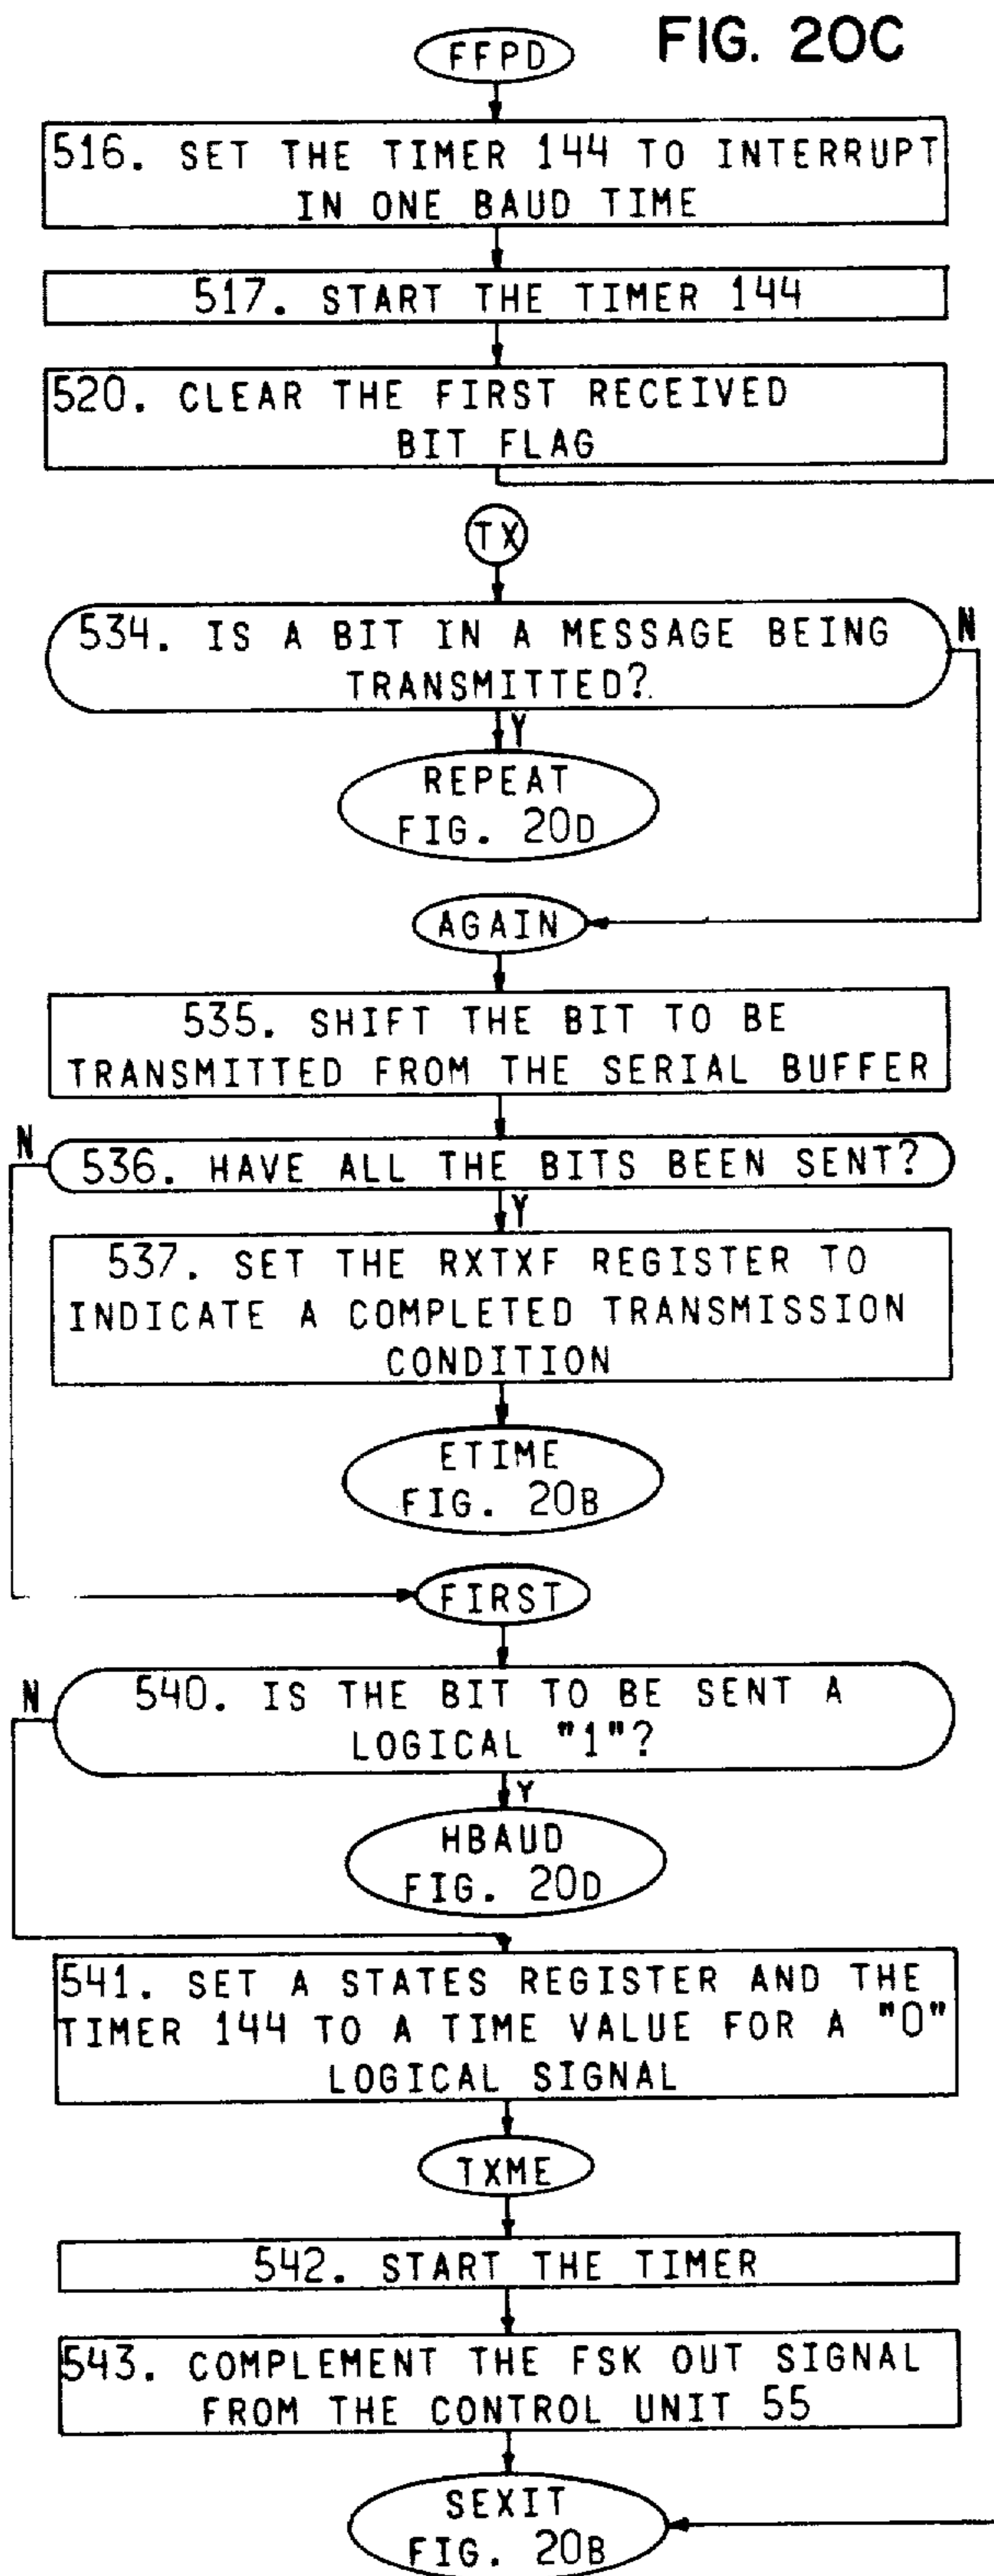 FIG. 20C
FFPD
516. SET THE TIMER 144 TO INTERRUPT
IN ONE BAUD TIME
517. START THE TIMER 144
520. CLEAR THE FIRST RECEIVED
BIT FLAG
TX
534. IS A BIT IN A MESSAGE BEING
TRANSMITTED?
N
Y
REPEAT
FIG. 20D
AGAIN
535. SHIFT THE BIT TO BE
TRANSMITTED FROM THE SERIAL BUFFER
N
536. HAVE ALL THE BITS BEEN SENT?
Y
537. SET THE RXTXF REGISTER TO
INDICATE A COMPLETED TRANSMISSION
CONDITION
ETIME
FIG. 20B
FIRST
N
540. IS THE BIT TO BE SENT A
LOGICAL "1"?
Y
HBAUD
FIG. 20D
541. SET A STATES REGISTER AND THE
TIMER 144 TO A TIME VALUE FOR A "0"
LOGICAL SIGNAL
TXME
542. START THE TIMER
543. COMPLEMENT THE FSK OUT SIGNAL
FROM THE CONTROL UNIT 55
SEXIT
FIG. 20B